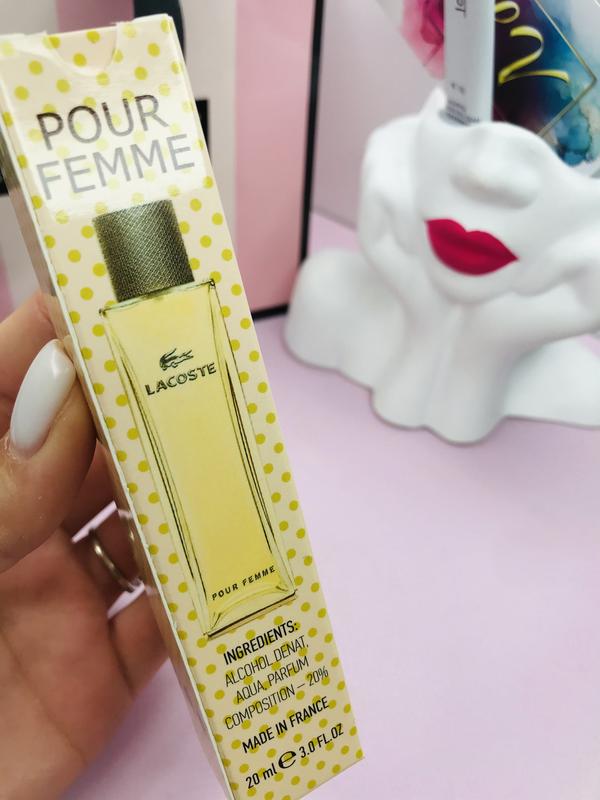 POUR
FEMME
LACOSTE
POUR FEMME
INGREDIENTS:
ALCOHOL DENAT,
AQUA, PARFUM
COMPOSITION – 20%
MADE IN FRANCE
20 ml e 3.0 FL.OZ